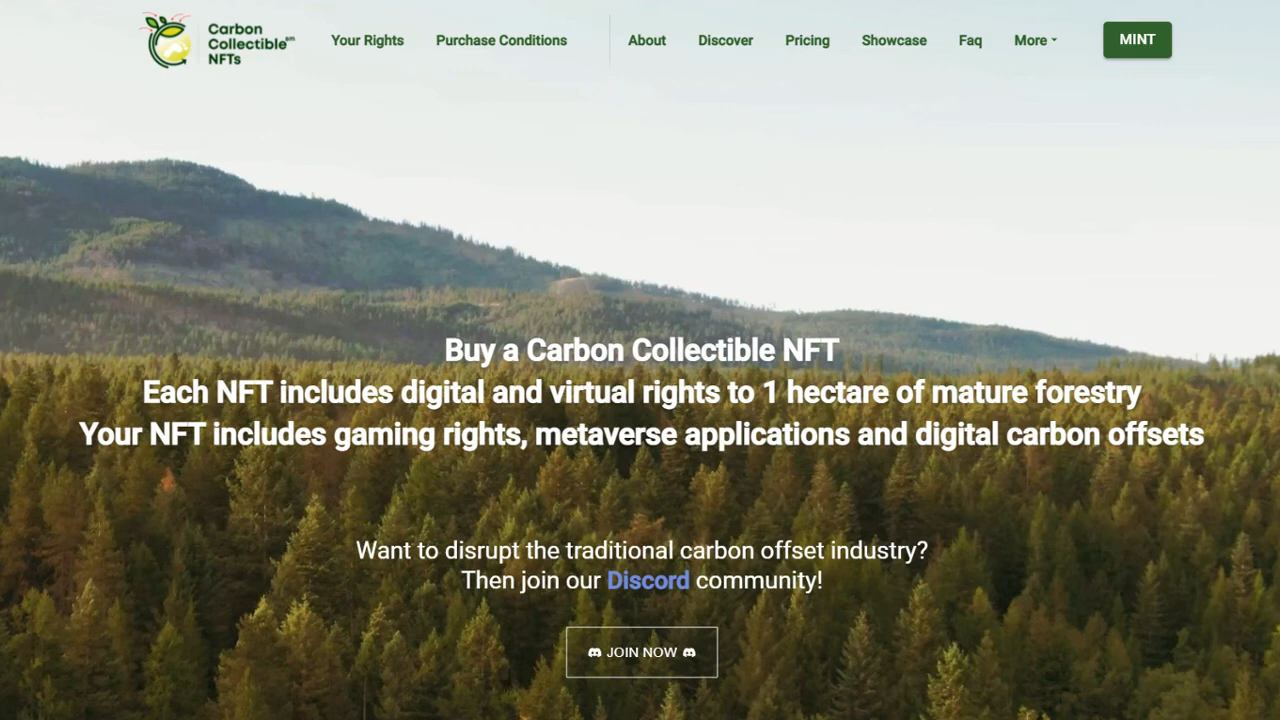 Carbon
Collectible℠
NFTs
Your Rights
Purchase Conditions
About
Discover
Pricing
Showcase
Faq
More
MINT
Buy a Carbon Collectible NFT
Each NFT includes digital and virtual rights to 1 hectare of mature forestry
Your NFT includes gaming rights, metaverse applications and digital carbon offsets
Want to disrupt the traditional carbon offset industry?
Then join our Discord community!
JOIN NOW